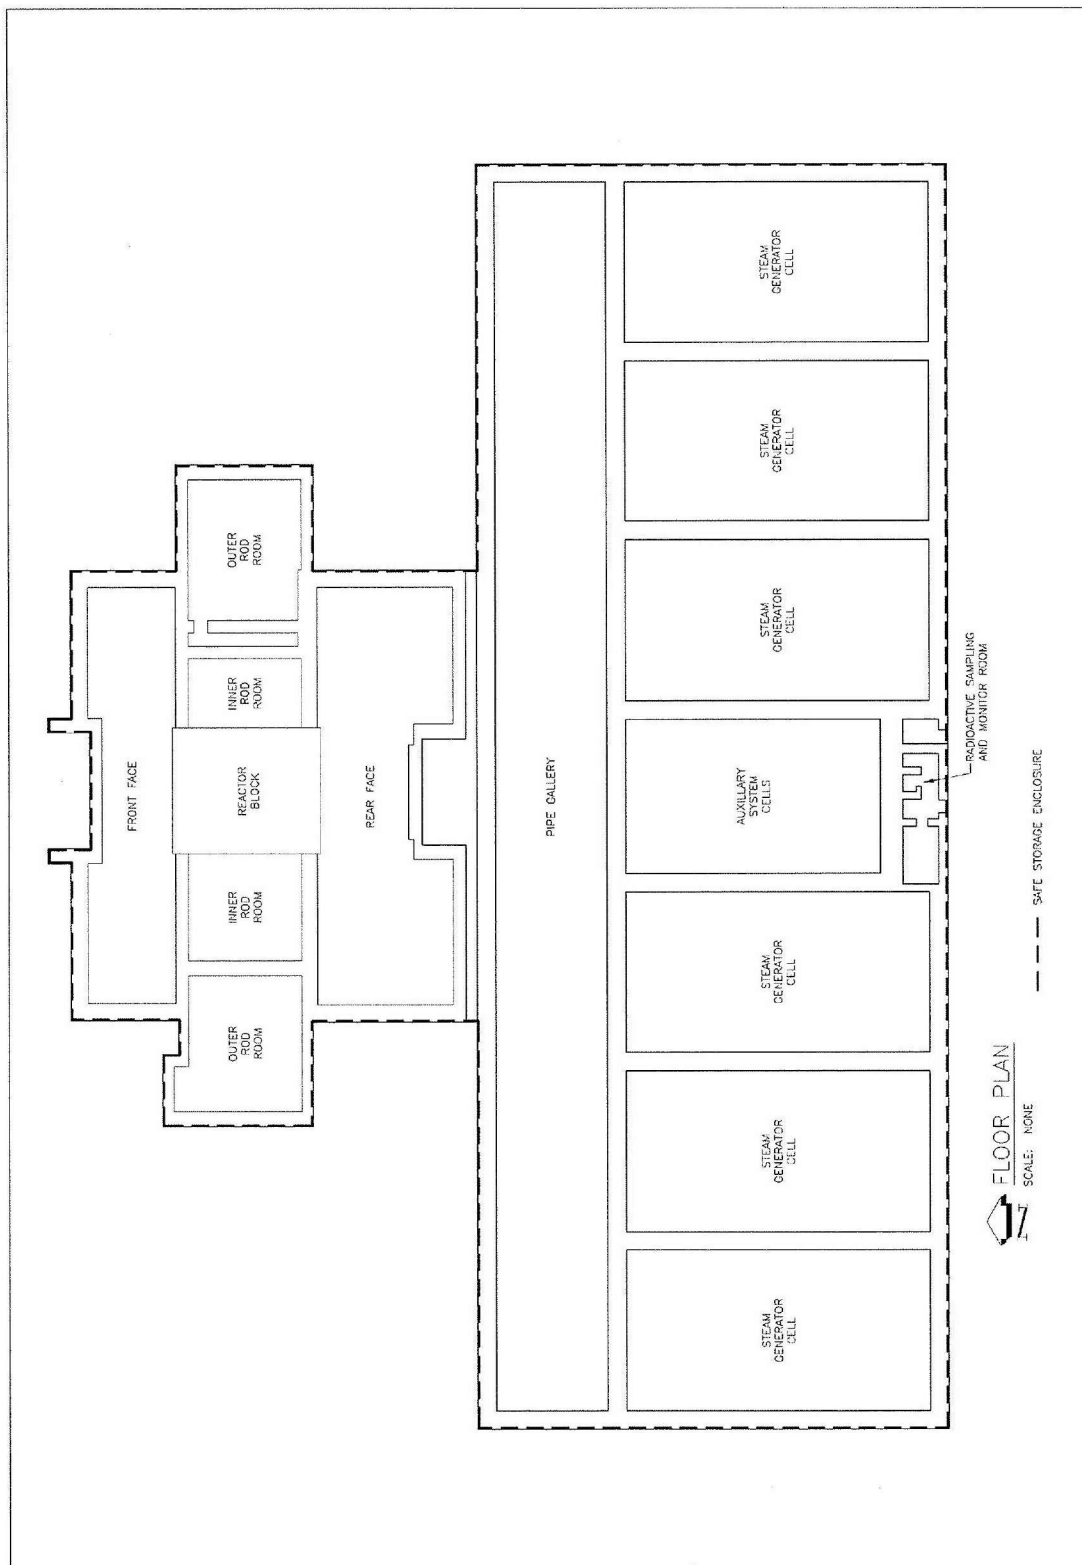 FRONT FACE
OUTER
ROD
ROOM
INNER
ROD
ROOM
REACTOR
BLOCK
INNER
ROD
ROOM
OUTER
ROD
ROOM
REAR FACE
PIPE GALLERY
STEAM
GENERATOR
CELL
STEAM
GENERATOR
CELL
STEAM
GENERATOR
CELL
AUXILLARY
SYSTEM
CELLS
STEAM
GENERATOR
CELL
STEAM
GENERATOR
CELL
STEAM
GENERATOR
CELL
RADIOACTIVE SAMPLING
AND MONITOR ROOM
N
FLOOR PLAN
SCALE: NONE
SAFE STORAGE ENCLOSURE